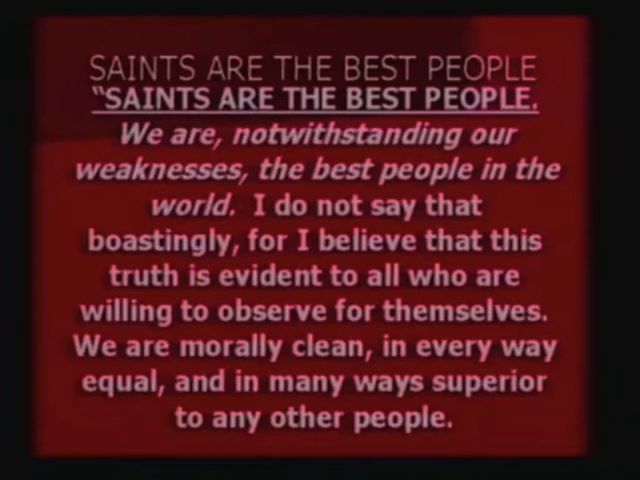 SAINTS ARE THE BEST PEOPLE
“SAINTS ARE THE BEST PEOPLE.
We are, notwithstanding our
weaknesses, the best people in the
world. I do not say that
boastingly, for I believe that this
truth is evident to all who are
willing to observe for themselves.
We are morally clean, in every way
equal, and in many ways superior
to any other people.